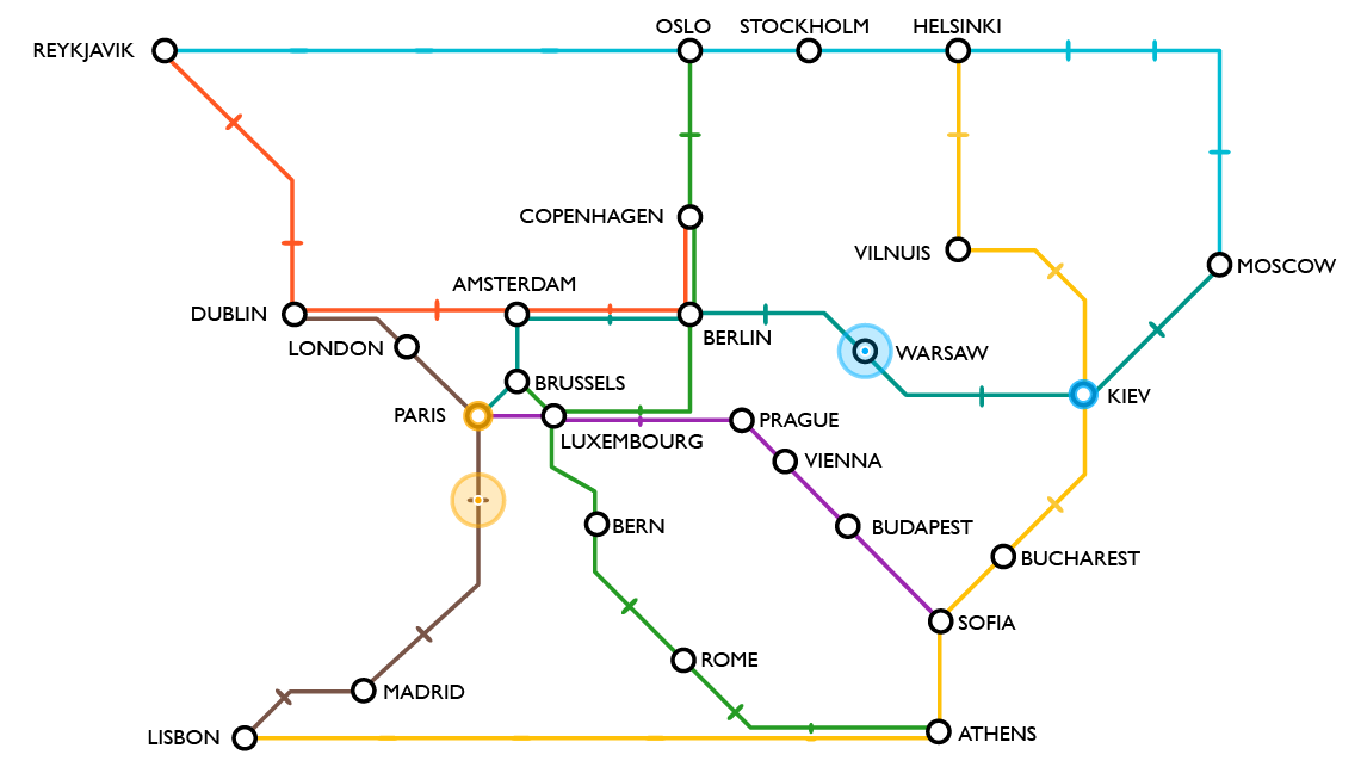 OSLO STOCKHOLM HELSINKI
REYKJAVIK
COPENHAGEN
VILNUIS
MOSCOW
AMSTERDAM
DUBLIN
BERLIN
LONDON
WARSAW
BRUSSELS
KIEV
PARIS
PRAGUE
LUXEMBOURG
VIENNA
BERN
BUDAPEST
BUCHAREST
SOFIA
ROME
MADRID
LISBON
ATHENS